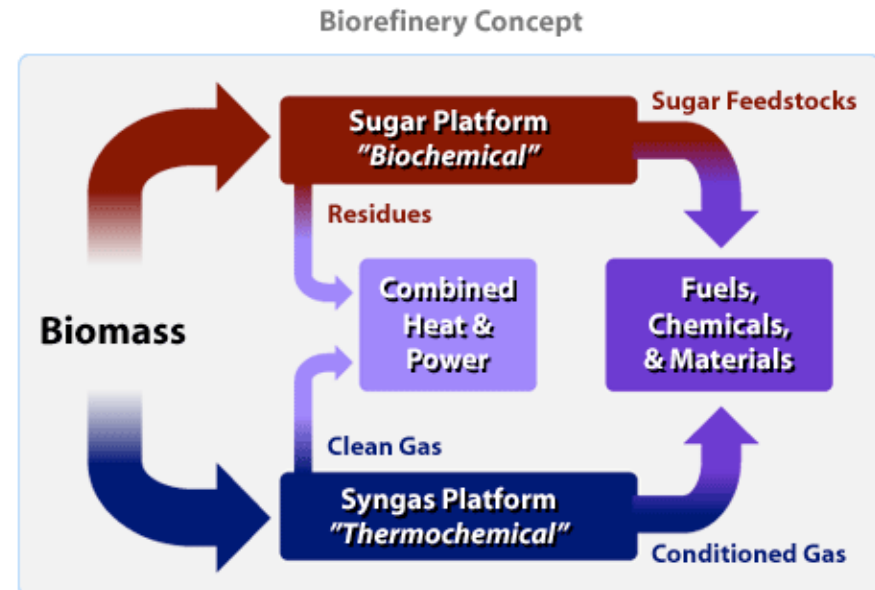 Biorefinery Concept
Sugar Feedstocks
Sugar Platform
”Biochemical”
Residues
Combined
Heat &
Power
Fuels,
Chemicals,
& Materials
Biomass
Clean Gas
Syngas Platform
”Thermochemical”
Conditioned Gas